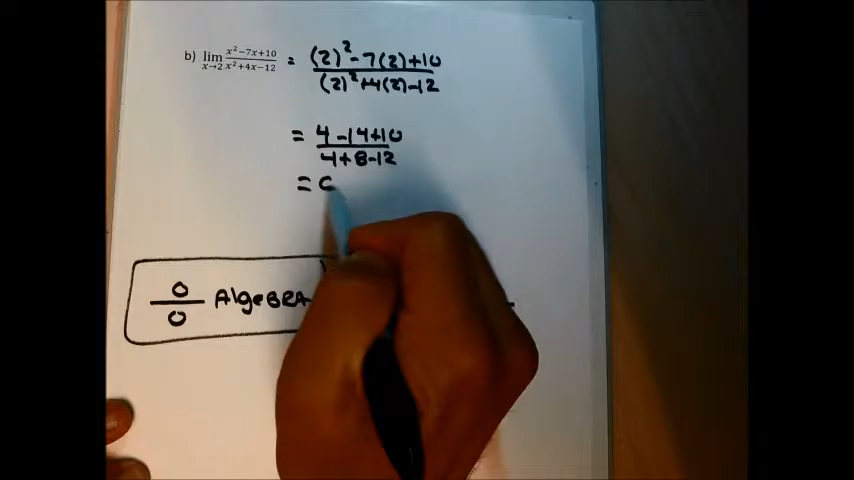 b) lim x→2 x²-7x+10 / x²+4x-12 = (2)²-7(2)+10 / (2)²+4(2)-12
= 4-14+10 / 4+8-12
=
0/0 AlgeBRA